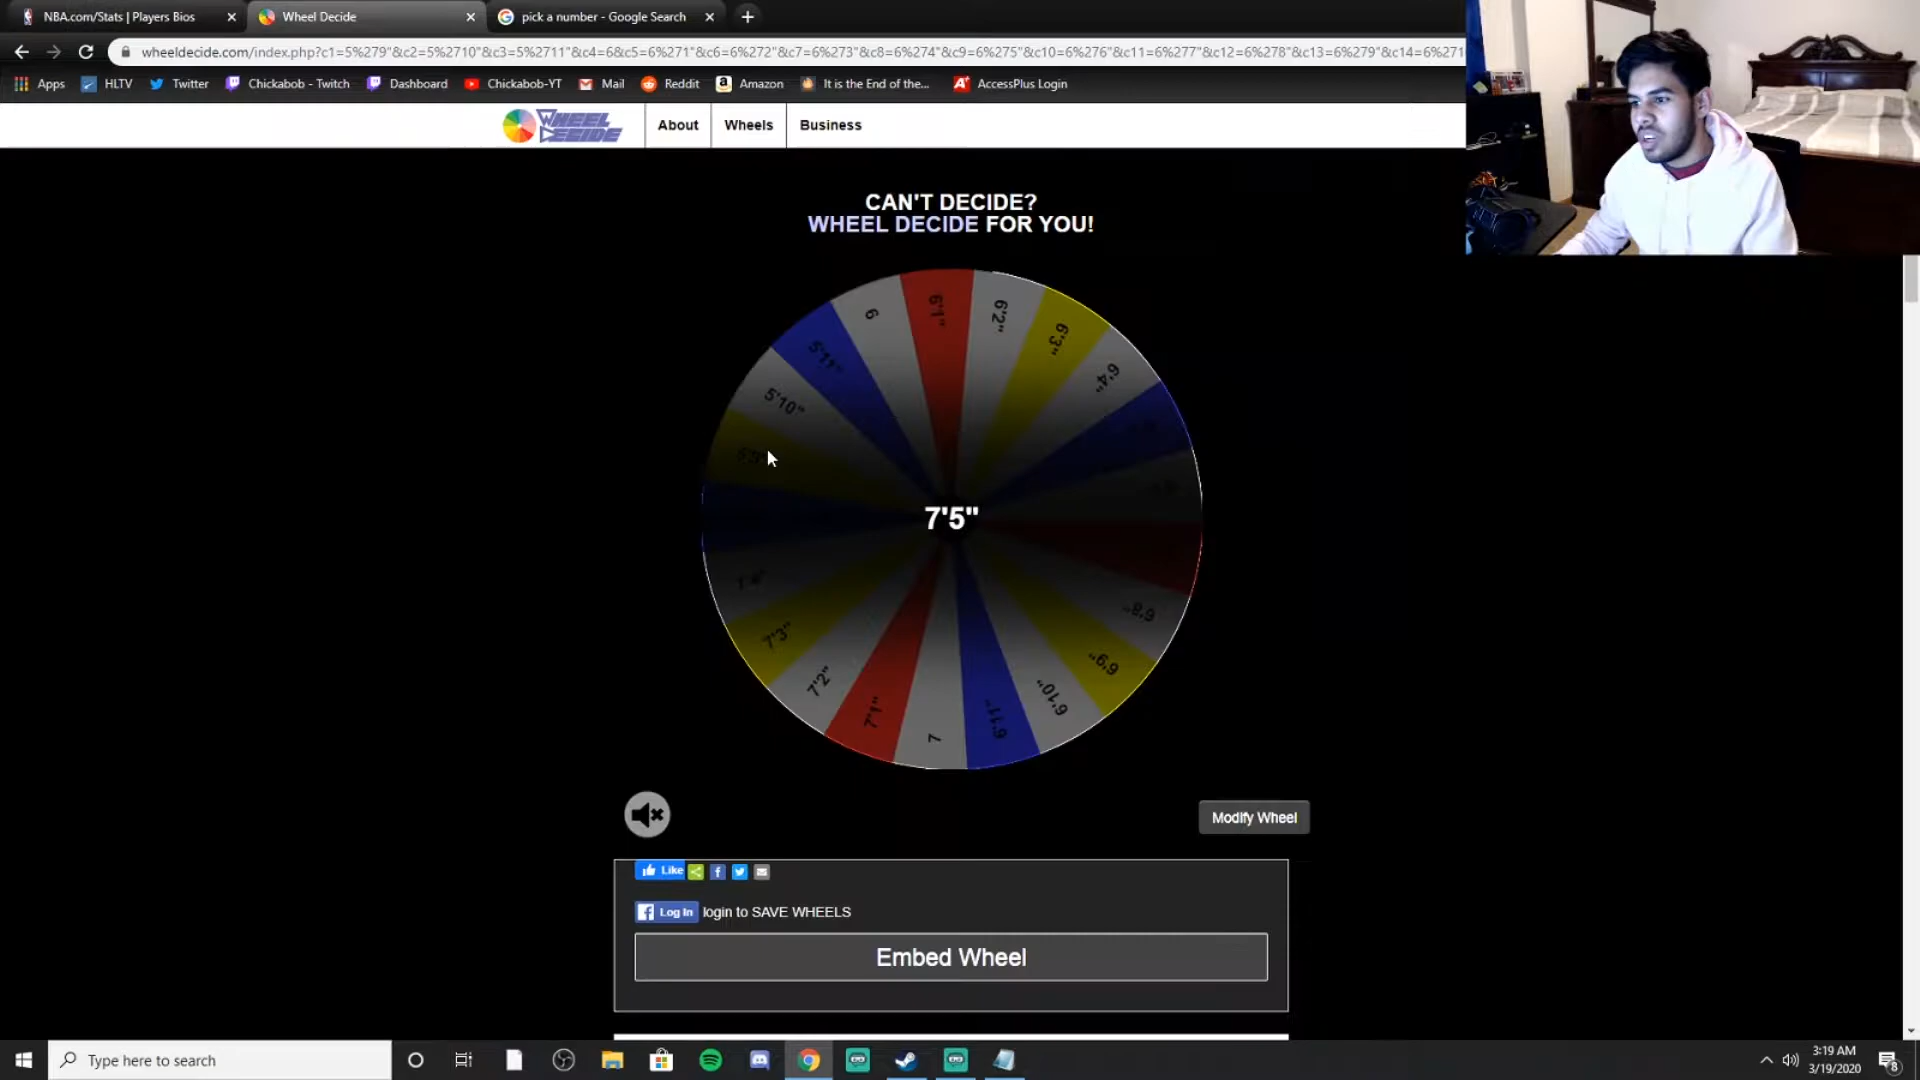 NBA.com/Stats | Players Bios
Wheel Decide
pick a number - Google Search
wheeldecide.com/index.php?c1=5%279"&c2=5%2710"&c3=5%2711"&c4=6&c5=6%271"&c6=6%272"&c7=6%273"&c8=6%274"&c9=6%275"&c10=6%276"&c11=6%277"&c12=6%278"&c13=6%279"&c14=6%271
Apps
HLTV
Twitter
Chickabob - Twitch
Dashboard
Chickabob-YT
Mail
Reddit
Amazon
It is the End of the...
AccessPlus Login
WHEEL DECIDE
About
Wheels
Business
CAN'T DECIDE?
WHEEL DECIDE FOR YOU!
5'10"
5'11"
6
6'1"
6'2"
6'3"
6'4"
6'8"
6'9"
6'10"
6'11"
7
7'1"
7'2"
7'3"
7'5"
Modify Wheel
Like
Log In login to SAVE WHEELS
Embed Wheel
Type here to search
3:19 AM
3/19/2020
8